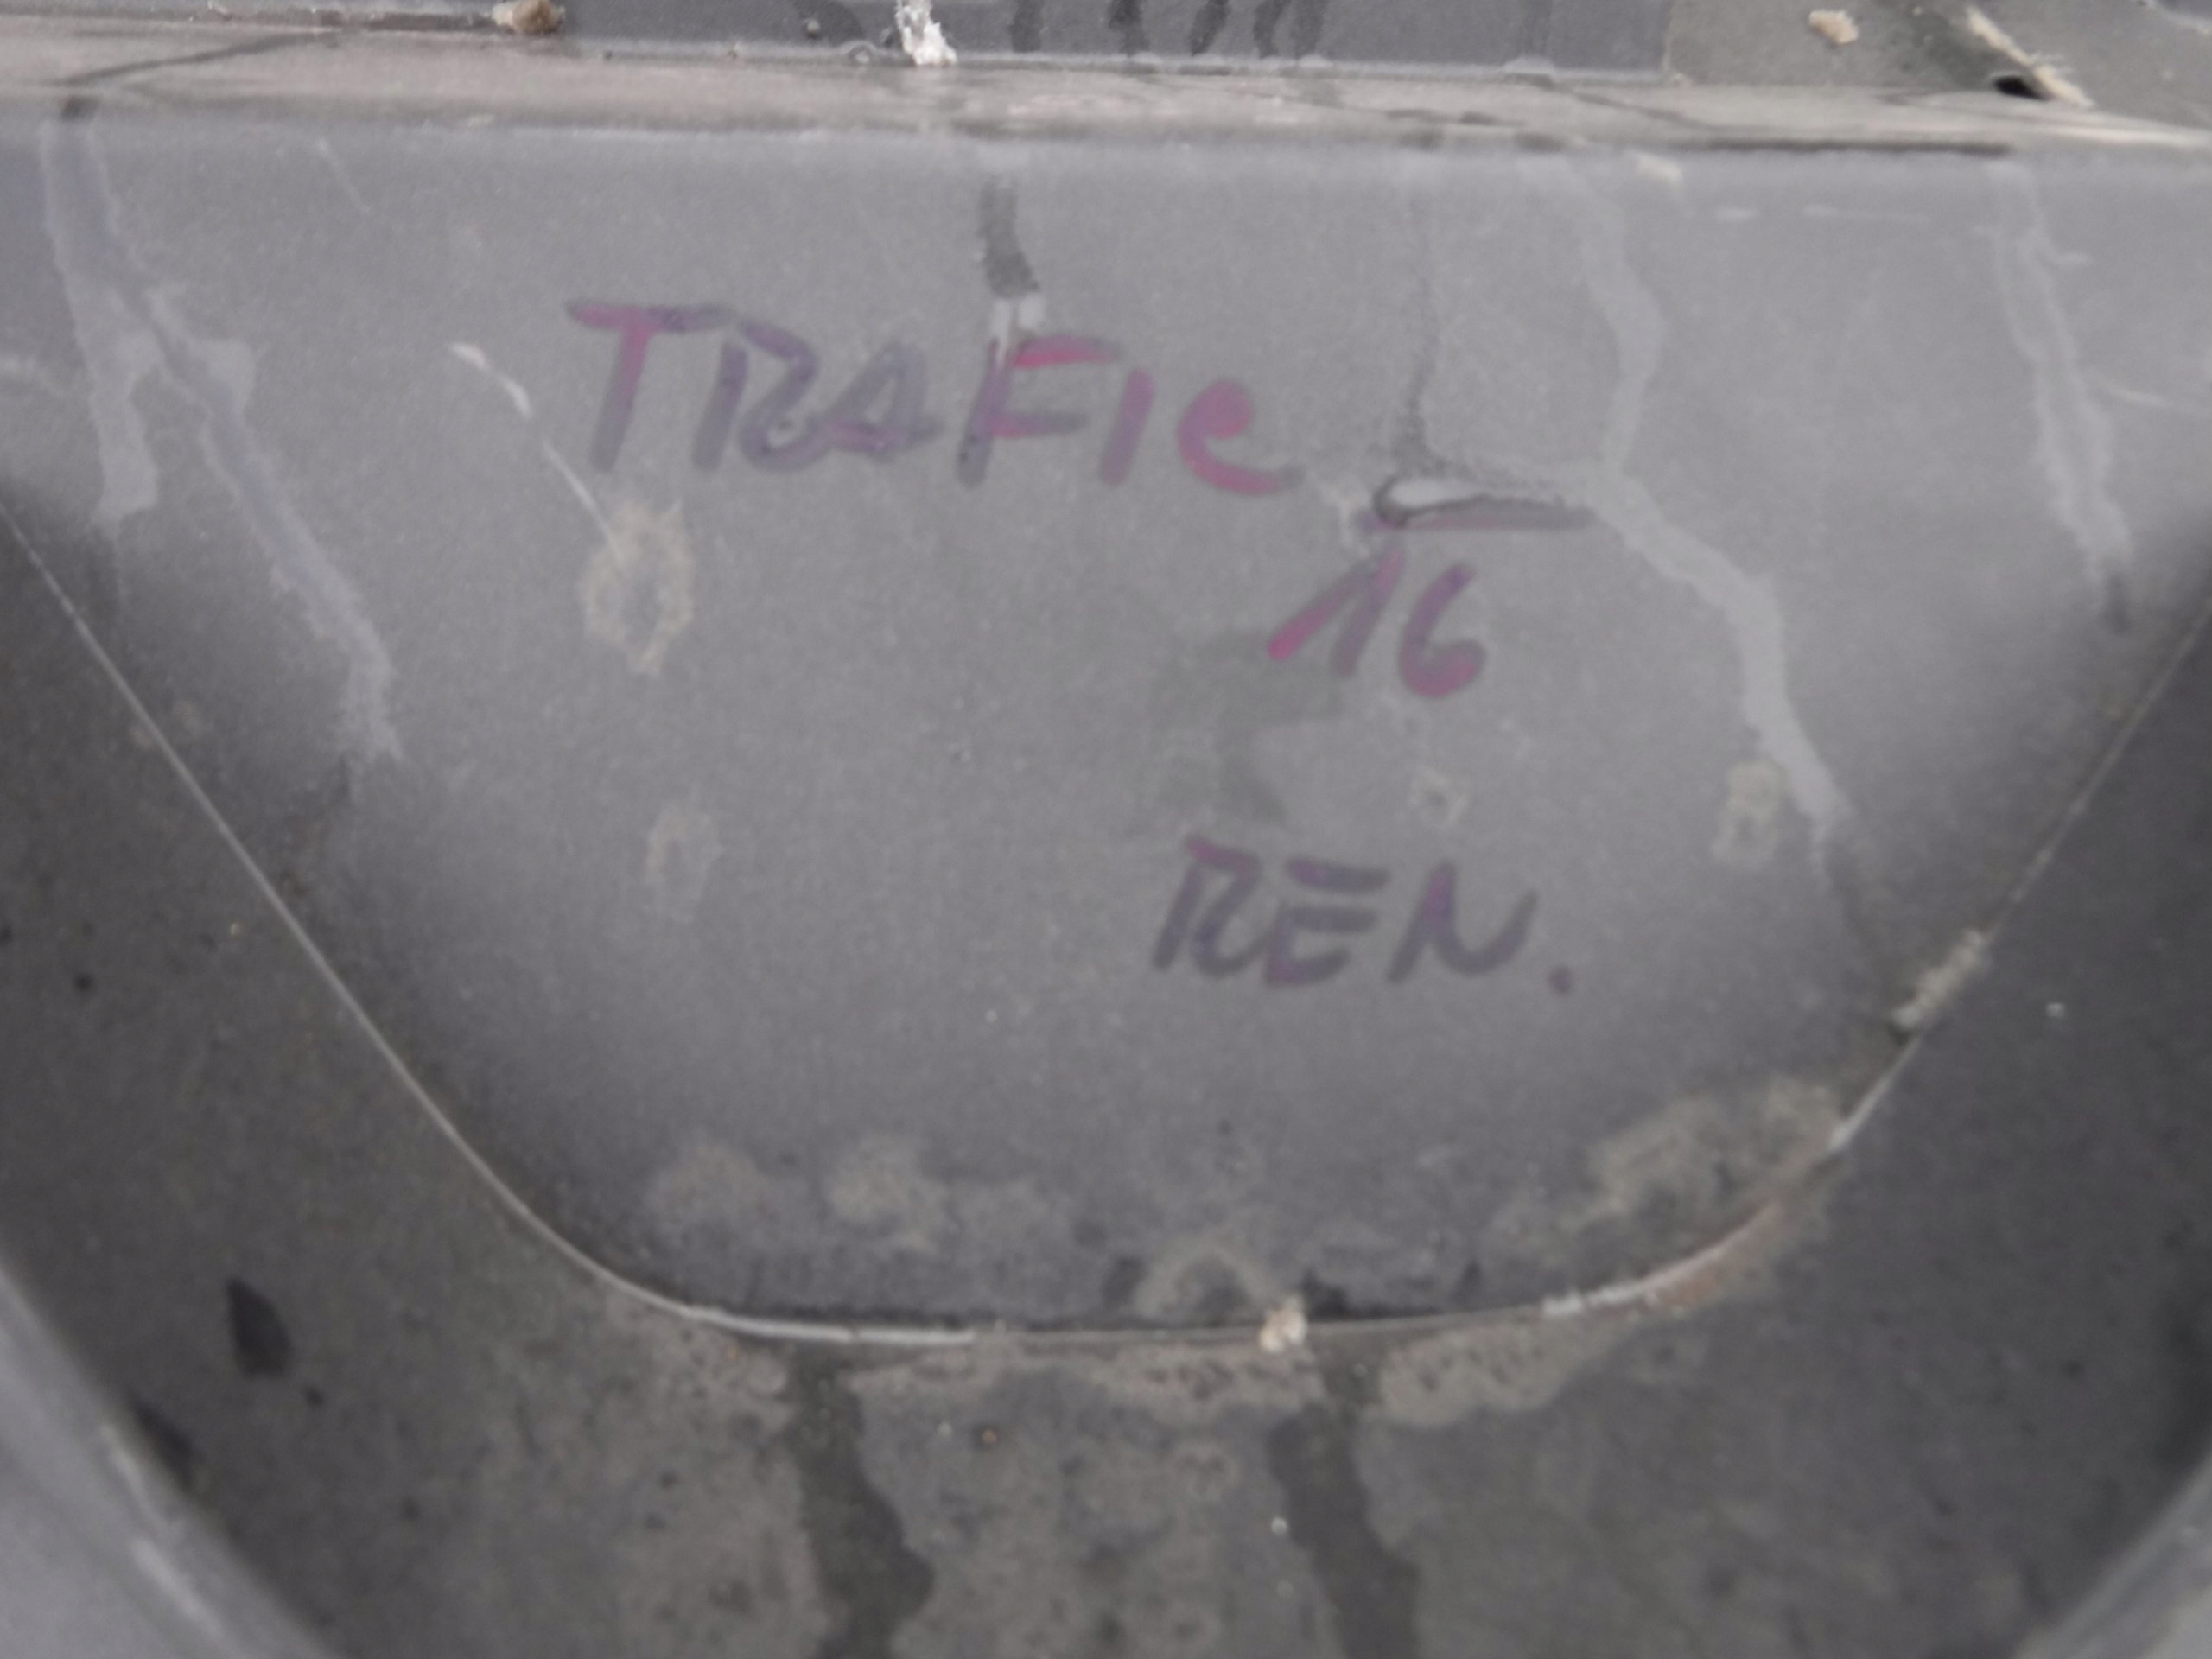 TRAFIC
16
REN.